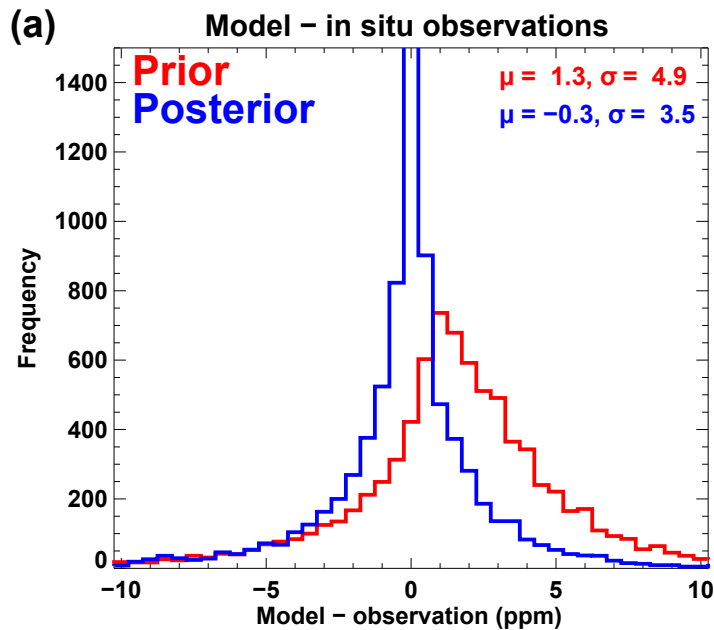 (a)
Model − in situ observations
Prior
μ = 1.3, σ = 4.9
Posterior
μ = −0.3, σ = 3.5
Frequency
1400
1200
1000
800
600
400
200
0
−10
−5
0
5
10
Model − observation (ppm)